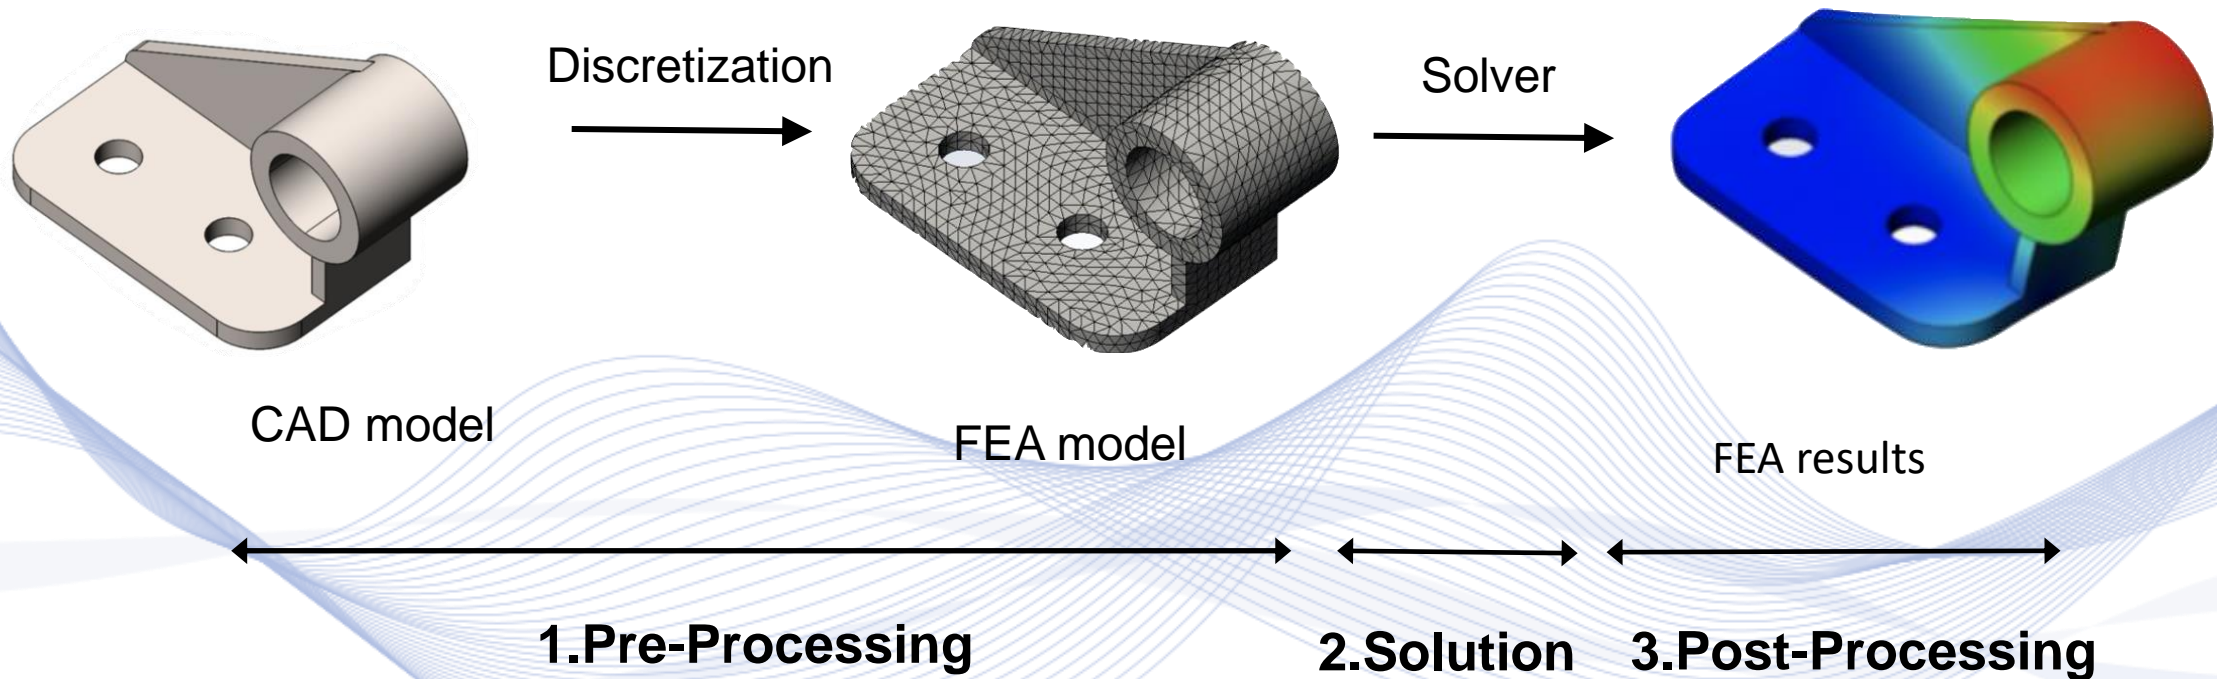 Discretization
Solver
CAD model
FEA model
FEA results
1.Pre-Processing
2.Solution
3.Post-Processing